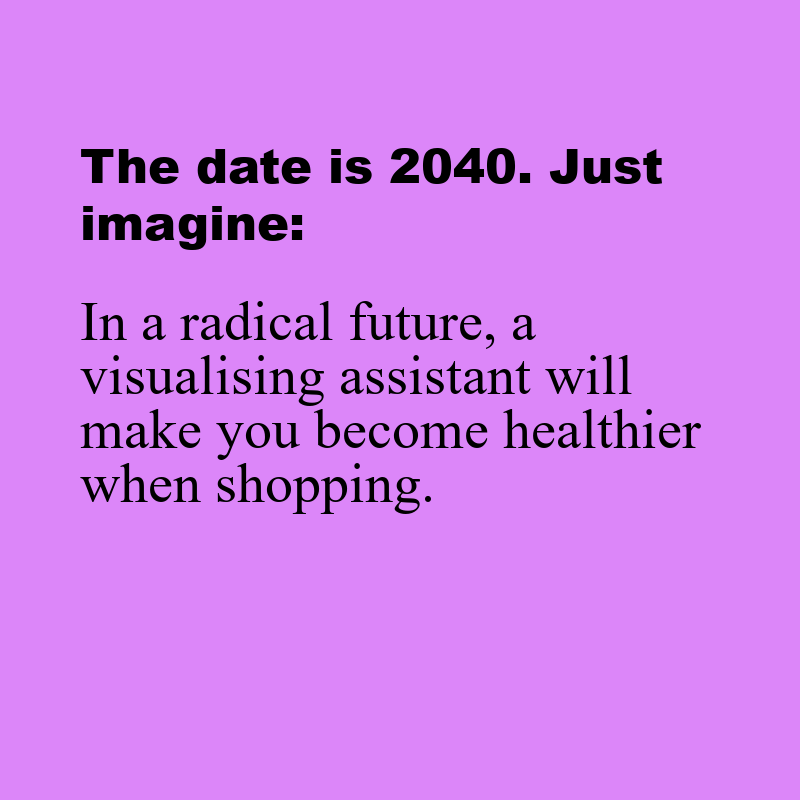 The date is 2040. Just
imagine:
In a radical future, a
visualising assistant will
make you become healthier
when shopping.